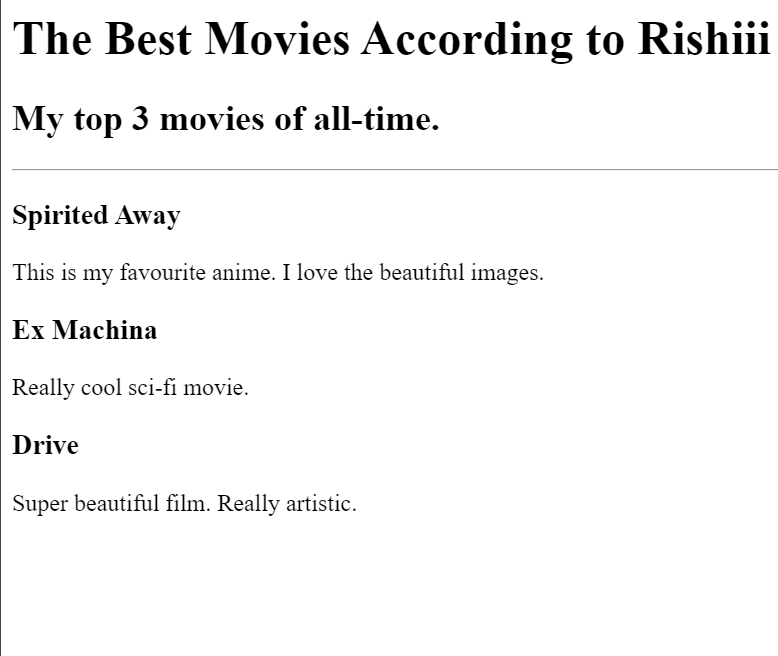 The Best Movies According to Rishiii
My top 3 movies of all-time.
Spirited Away
This is my favourite anime. I love the beautiful images.
Ex Machina
Really cool sci-fi movie.
Drive
Super beautiful film. Really artistic.